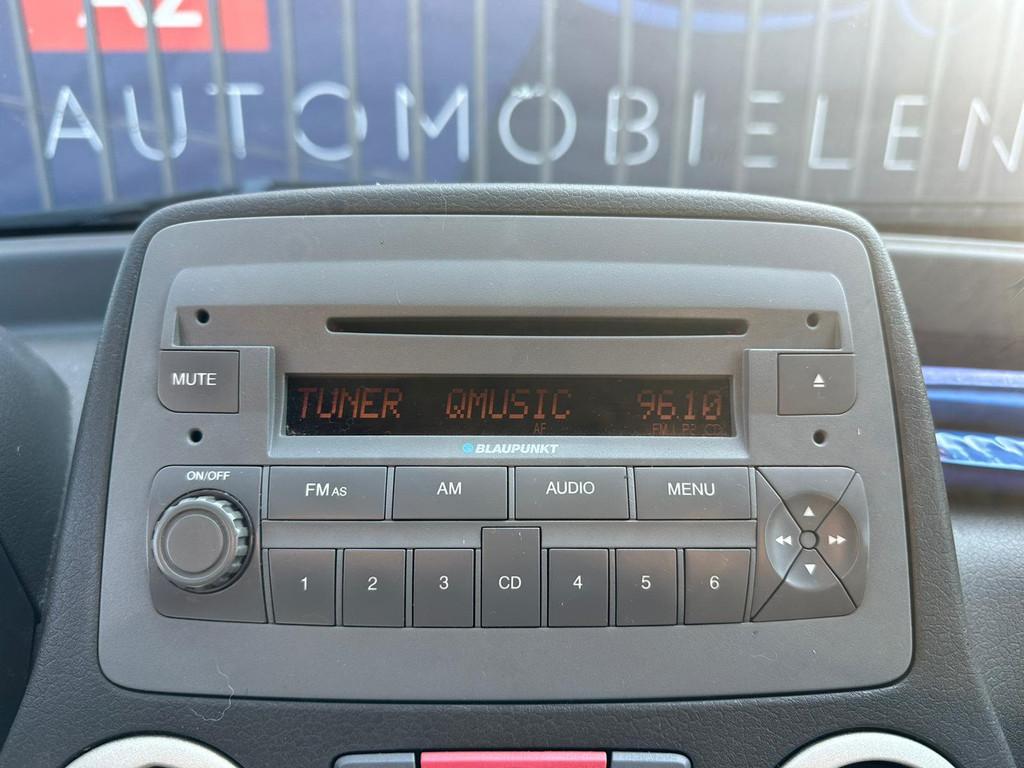 AZ
AUTOMOBIELEN
MUTE
TUNER QMUSIC 96.10
AF
BLAUPUNKT
ON/OFF
FM AS AM AUDIO MENU
1 2 3 CD 4 5 6